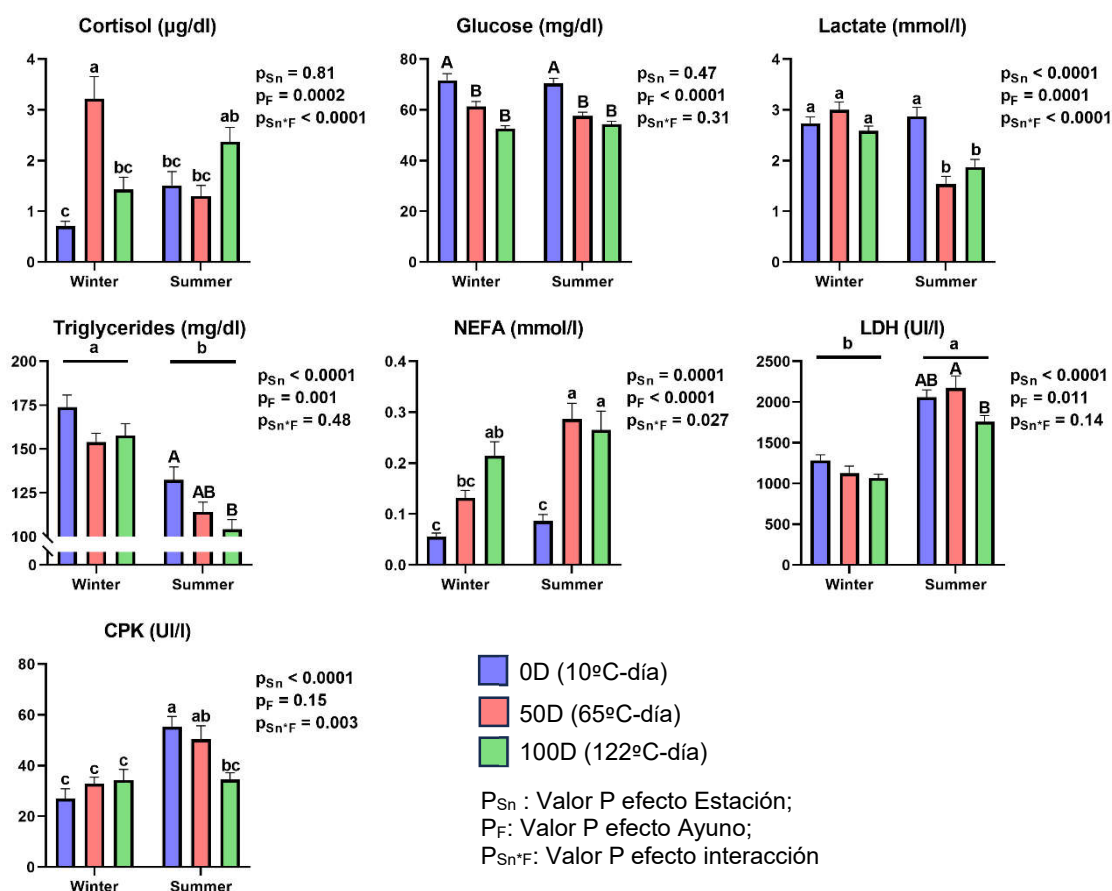 Cortisol (µg/dl)
4
3
2
1
0
c
a
bc
bc
bc
ab
Winter
Summer
pSn = 0.81
pF = 0.0002
pSn*F < 0.0001
Glucose (mg/dl)
80
60
40
20
0
A
B
B
A
B
B
Winter
Summer
pSn = 0.47
pF < 0.0001
pSn*F = 0.31
Lactate (mmol/l)
4
3
2
1
0
a
a
a
a
b
b
Winter
Summer
pSn < 0.0001
pF = 0.0001
pSn*F < 0.0001
Triglycerides (mg/dl)
200
175
150
125
100
0
a
b
A
AB
B
Winter
Summer
pSn < 0.0001
pF = 0.001
pSn*F = 0.48
NEFA (mmol/l)
0.4
0.3
0.2
0.1
0.0
c
bc
ab
c
a
a
Winter
Summer
pSn = 0.0001
pF < 0.0001
pSn*F = 0.027
LDH (UI/l)
2500
2000
1500
1000
500
0
b
a
AB
A
B
Winter
Summer
pSn < 0.0001
pF = 0.011
pSn*F = 0.14
CPK (UI/l)
80
60
40
20
0
c
c
c
a
ab
bc
Winter
Summer
pSn < 0.0001
pF = 0.15
pSn*F = 0.003
0D (10ºC-día)
50D (65ºC-día)
100D (122ºC-día)
PSn : Valor P efecto Estación;
PF: Valor P efecto Ayuno;
PSn*F: Valor P efecto interacción